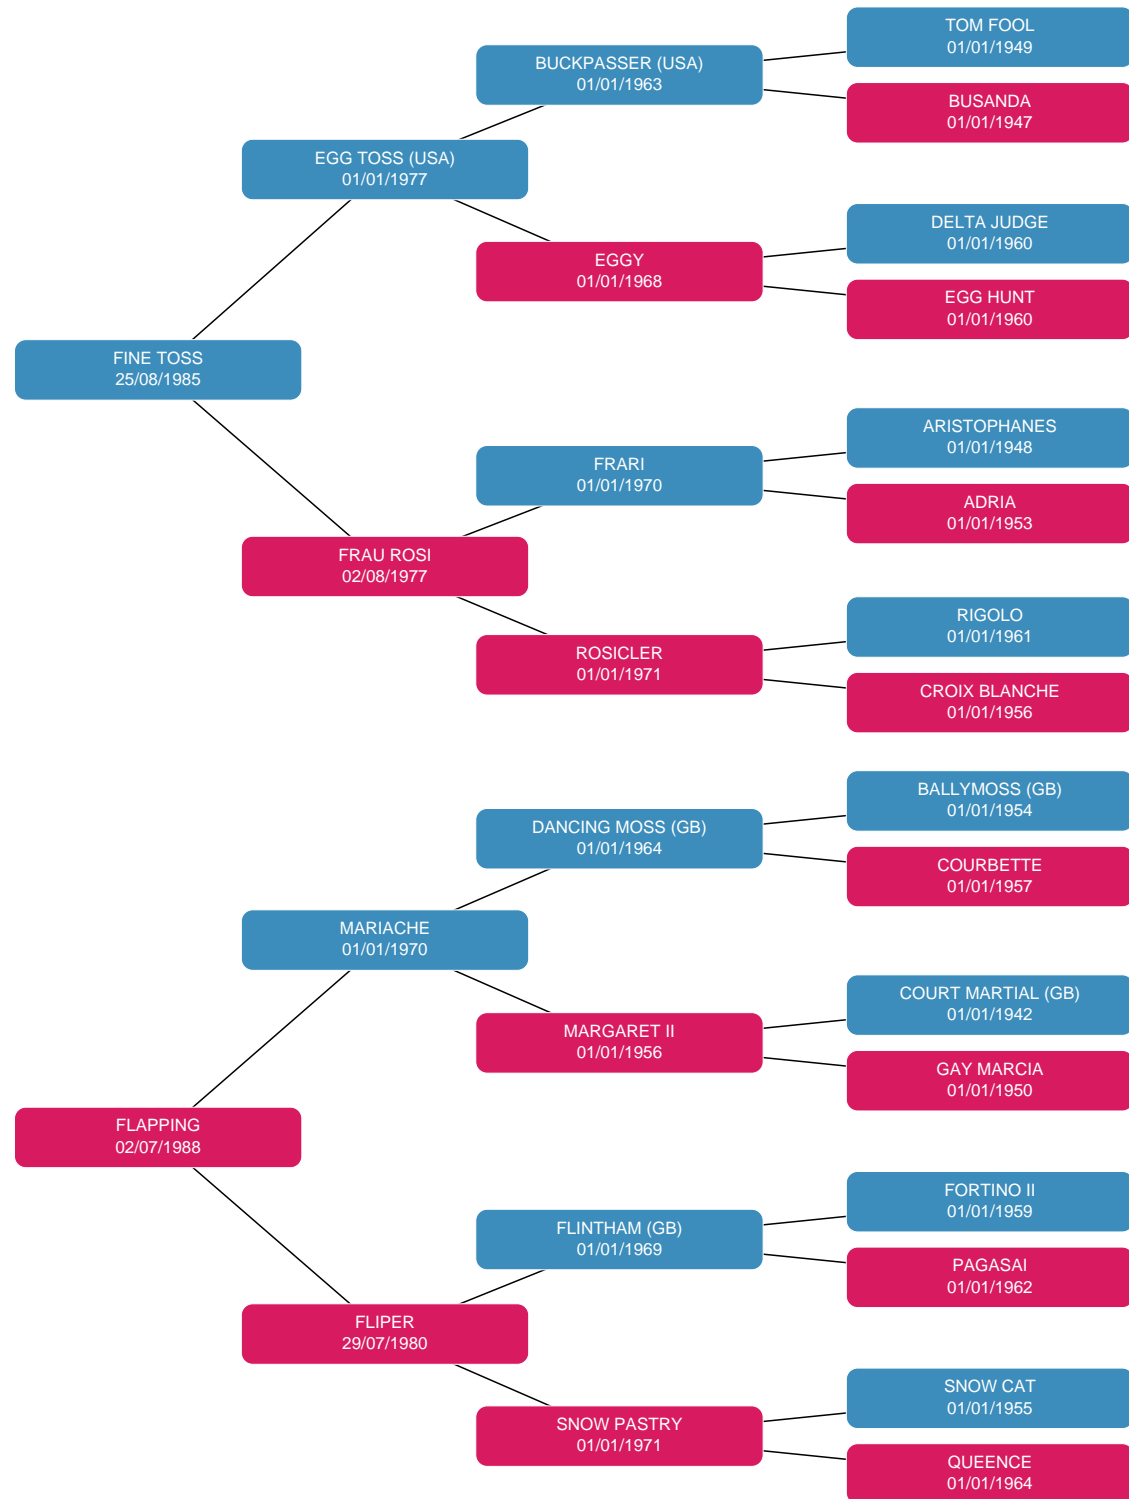 TOM FOOL
01/01/1949
BUCKPASSER (USA)
01/01/1963
BUSANDA
01/01/1947
EGG TOSS (USA)
01/01/1977
DELTA JUDGE
01/01/1960
EGGY
01/01/1968
EGG HUNT
01/01/1960
FINE TOSS
25/08/1985
ARISTOPHANES
01/01/1948
FRARI
01/01/1970
ADRIA
01/01/1953
FRAU ROSI
02/08/1977
RIGOLO
01/01/1961
ROSICLER
01/01/1971
CROIX BLANCHE
01/01/1956
BALLYMOSS (GB)
01/01/1954
DANCING MOSS (GB)
01/01/1964
COURBETTE
01/01/1957
MARIACHE
01/01/1970
COURT MARTIAL (GB)
01/01/1942
MARGARET II
01/01/1956
GAY MARCIA
01/01/1950
FLAPPING
02/07/1988
FORTINO II
01/01/1959
FLINTHAM (GB)
01/01/1969
PAGASAI
01/01/1962
FLIPER
29/07/1980
SNOW CAT
01/01/1955
SNOW PASTRY
01/01/1971
QUEENCE
01/01/1964